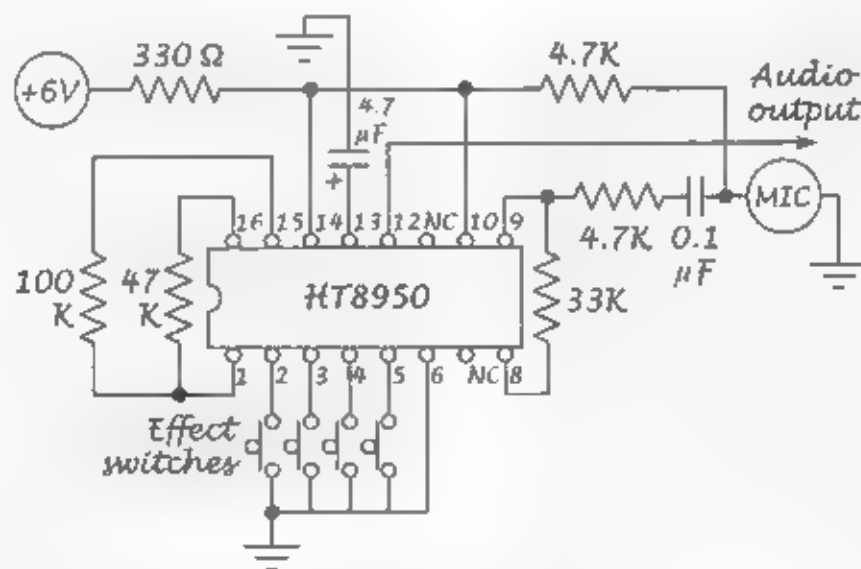 330 Ω
4.7K
+6V
Audio
output
4.7
µF
+
MIC
16 15 14 13 12 NC 10 9
4.7K
0.1
µF
100
K
47
K
HT8950
33K
1 2 3 4 5 6 NC 8
Effect
switches